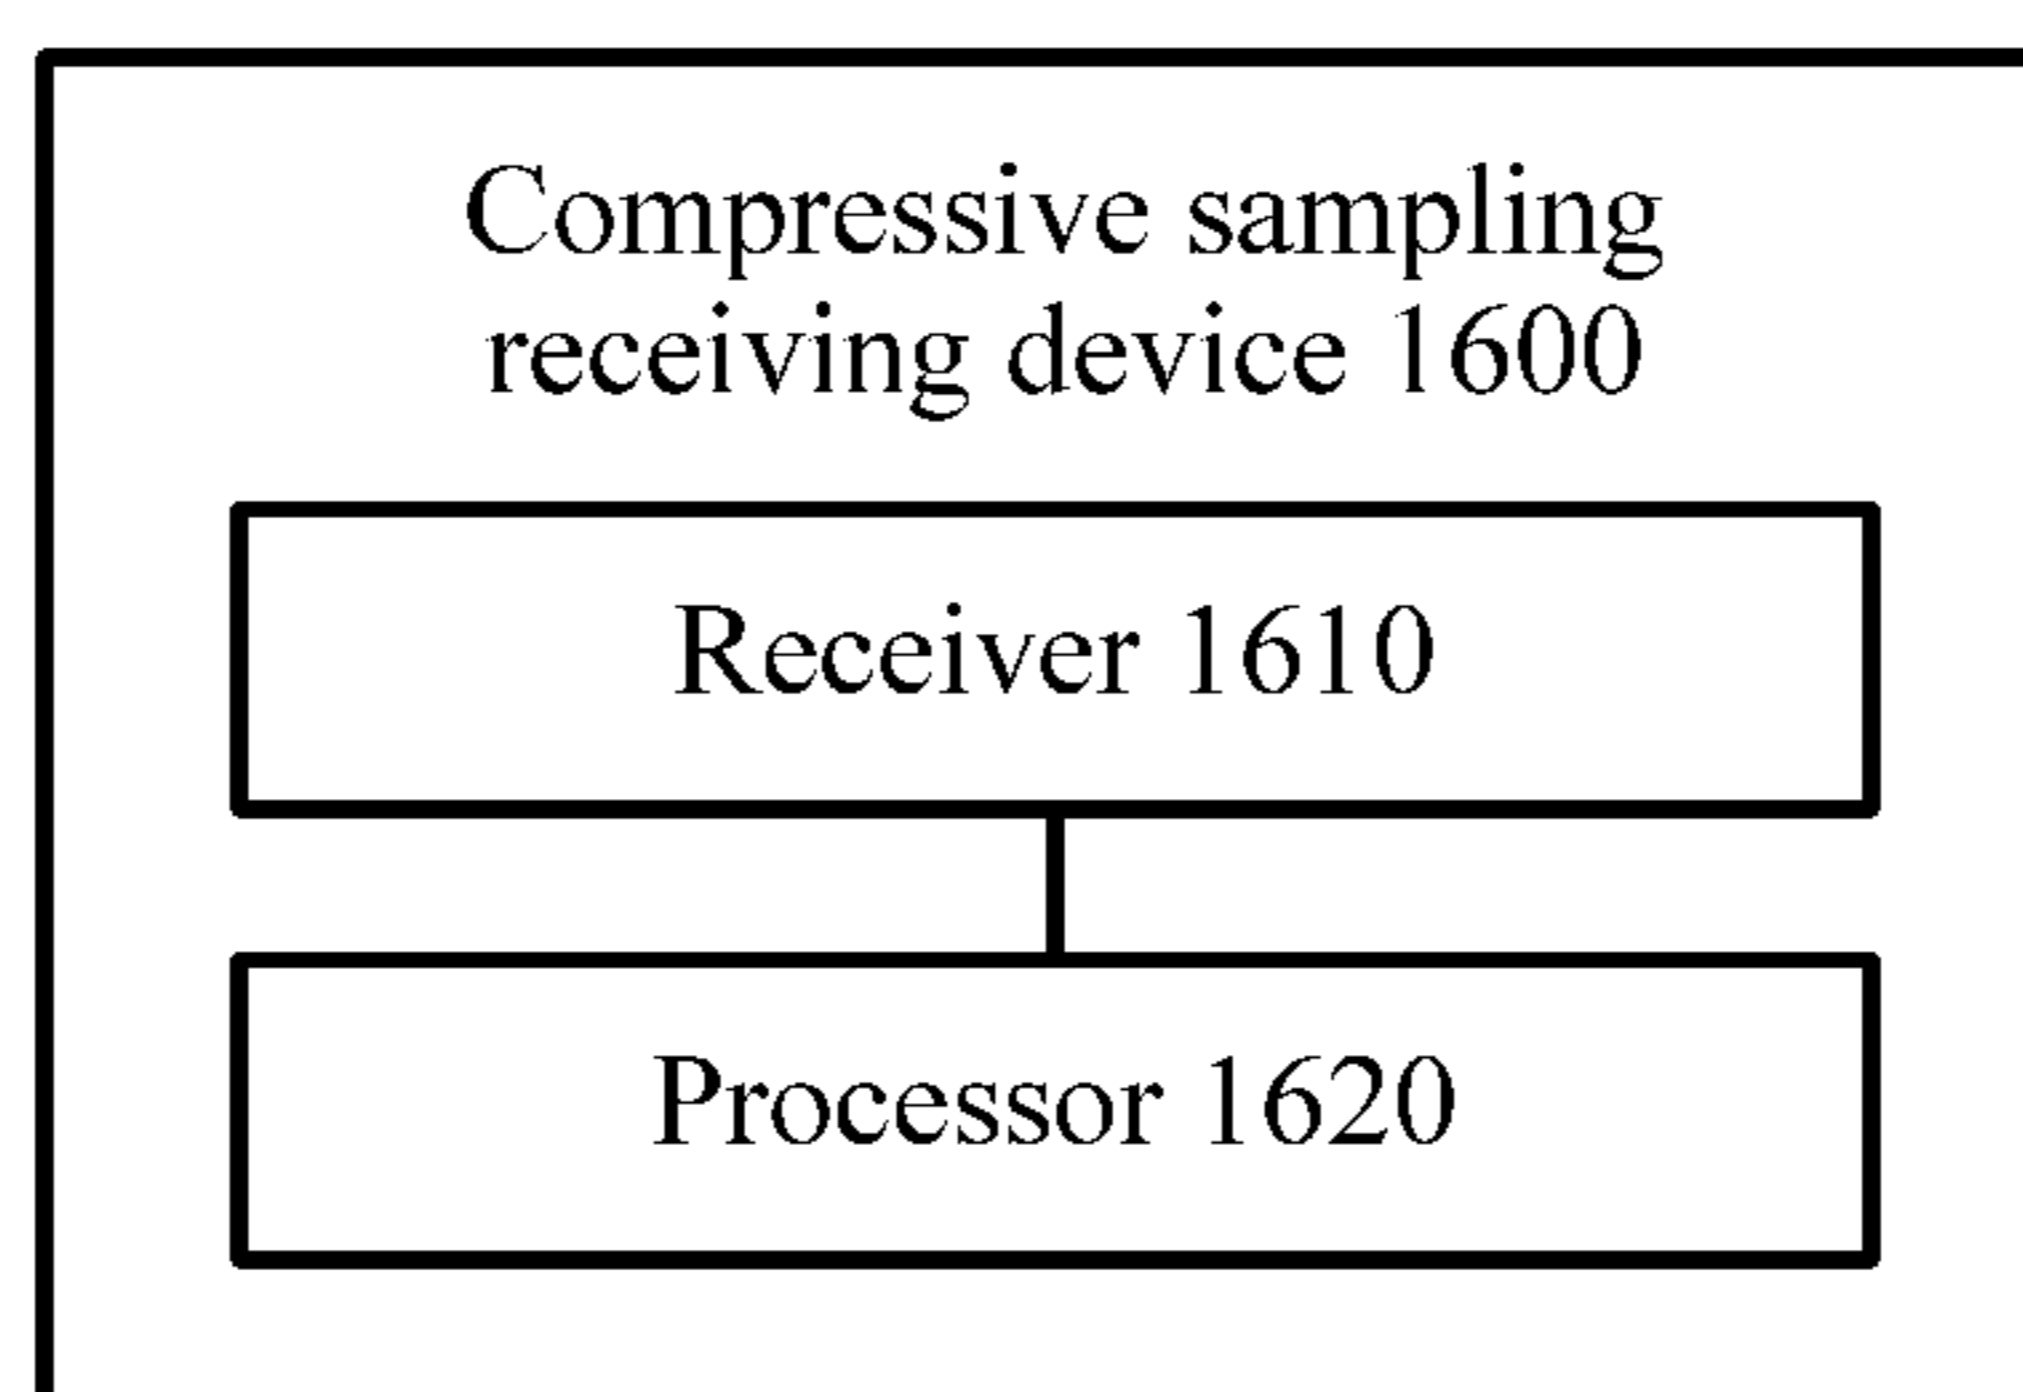 Compressive sampling
receiving device 1600
Receiver 1610
Processor 1620